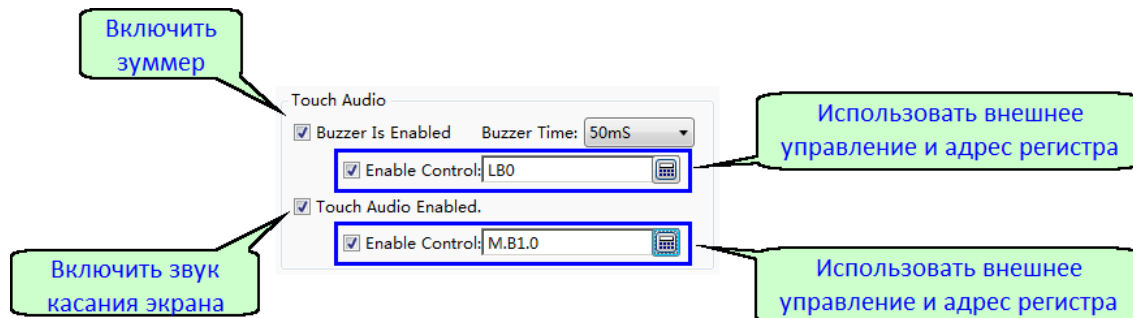 Включить
зуммер
Touch Audio
Buzzer Is Enabled Buzzer Time: 50mS
Enable Control: LB0
Использовать внешнее
управление и адрес регистра
Touch Audio Enabled.
Enable Control: M.B1.0
Включить звук
касания экрана
Использовать внешнее
управление и адрес регистра